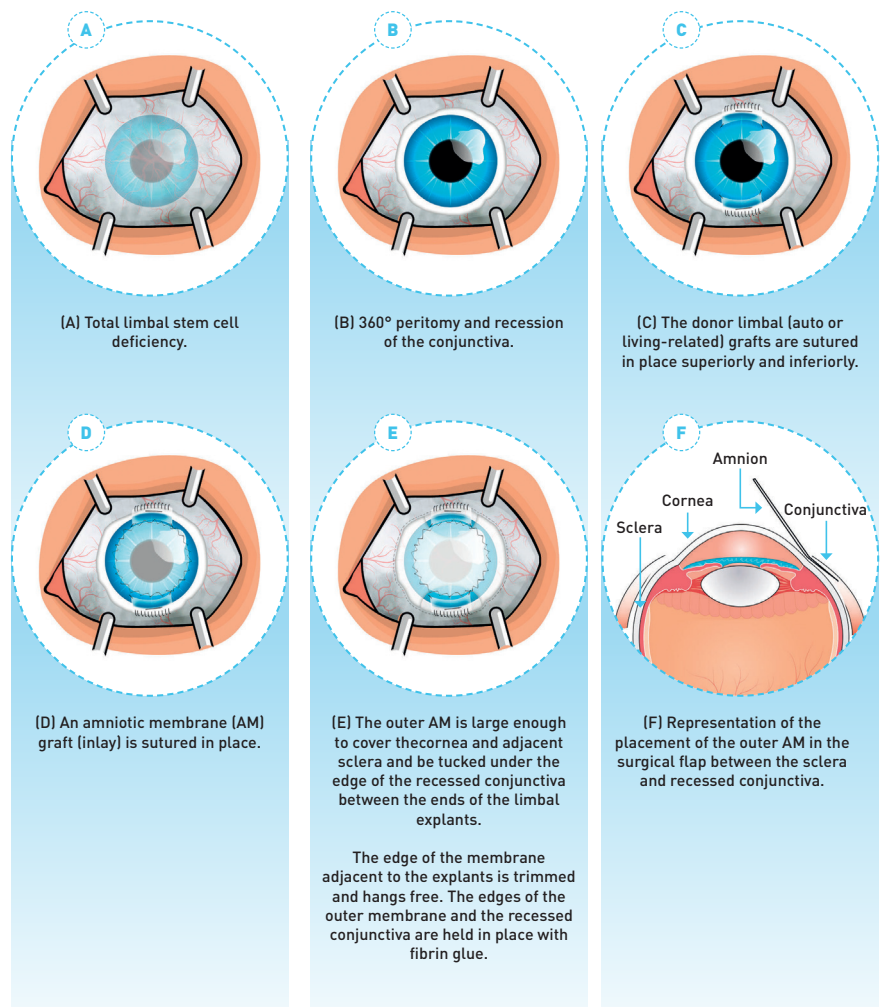 A
(A) Total limbal stem cell
deficiency.
B
(B) 360° peritomy and recession
of the conjunctiva.
C
(C) The donor limbal (auto or
living-related) grafts are sutured
in place superiorly and inferiorly.
D
(D) An amniotic membrane (AM)
graft (inlay) is sutured in place.
E
(E) The outer AM is large enough
to cover thecornea and adjacent
sclera and be tucked under the
edge of the recessed conjunctiva
between the ends of the limbal
explants.
The edge of the membrane
adjacent to the explants is trimmed
and hangs free. The edges of the
outer membrane and the recessed
conjunctiva are held in place with
fibrin glue.
F
Amnion
Cornea
Conjunctiva
Sclera
(F) Representation of the
placement of the outer AM in the
surgical flap between the sclera
and recessed conjunctiva.